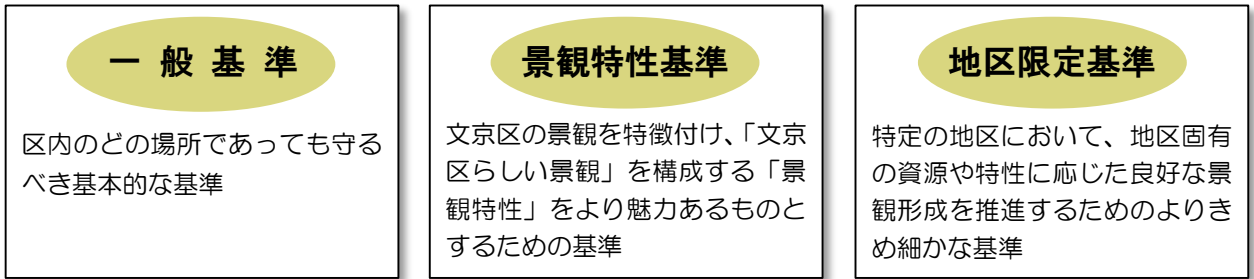 一般基準
区内のどの場所であっても守る
べき基本的な基準
景観特性基準
文京区の景観を特徴付け、「文京
区らしい景観」を構成する「景
観特性」をより魅力あるものと
するための基準
地区限定基準
特定の地区において、地区固有
の資源や特性に応じた良好な景
観形成を推進するためのよりき
め細かな基準